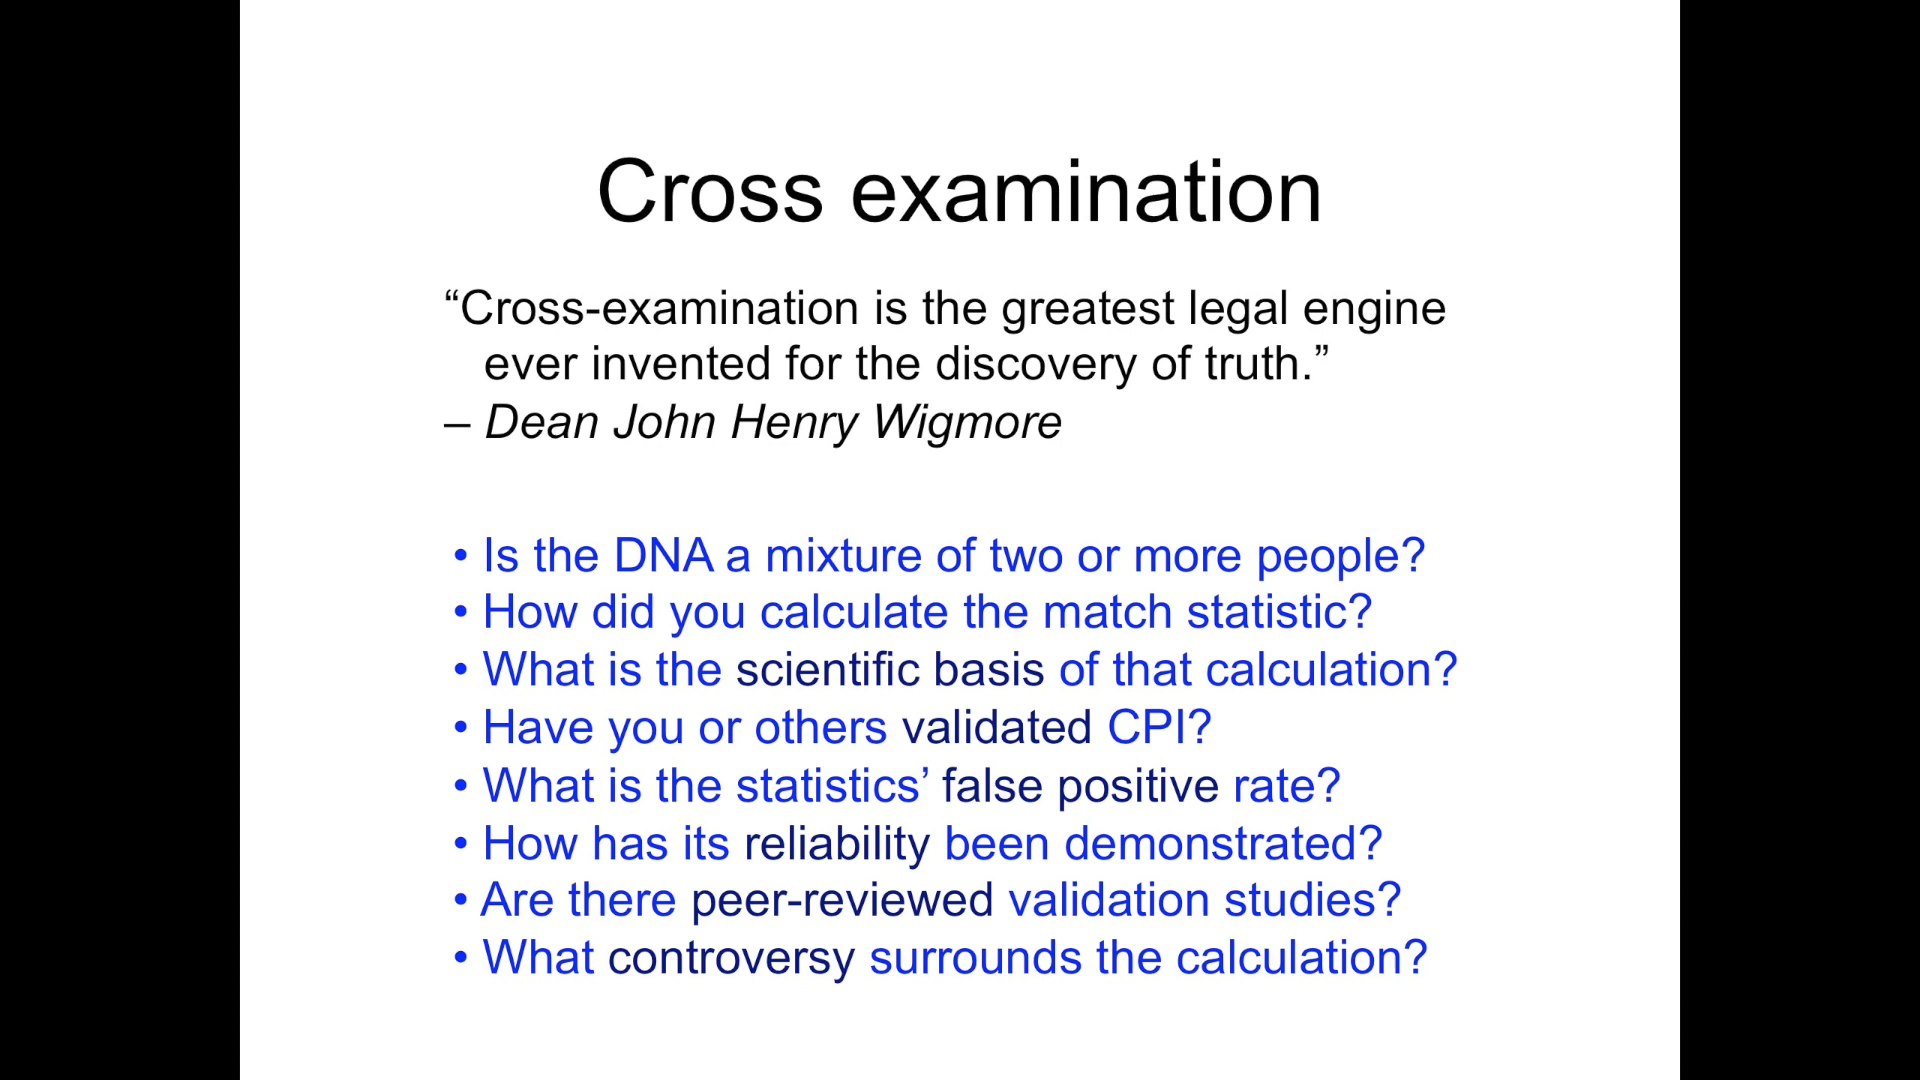 Cross examination
“Cross-examination is the greatest legal engine
ever invented for the discovery of truth.”
– Dean John Henry Wigmore
• Is the DNA a mixture of two or more people?
• How did you calculate the match statistic?
• What is the scientific basis of that calculation?
• Have you or others validated CPI?
• What is the statistics’ false positive rate?
• How has its reliability been demonstrated?
• Are there peer-reviewed validation studies?
• What controversy surrounds the calculation?